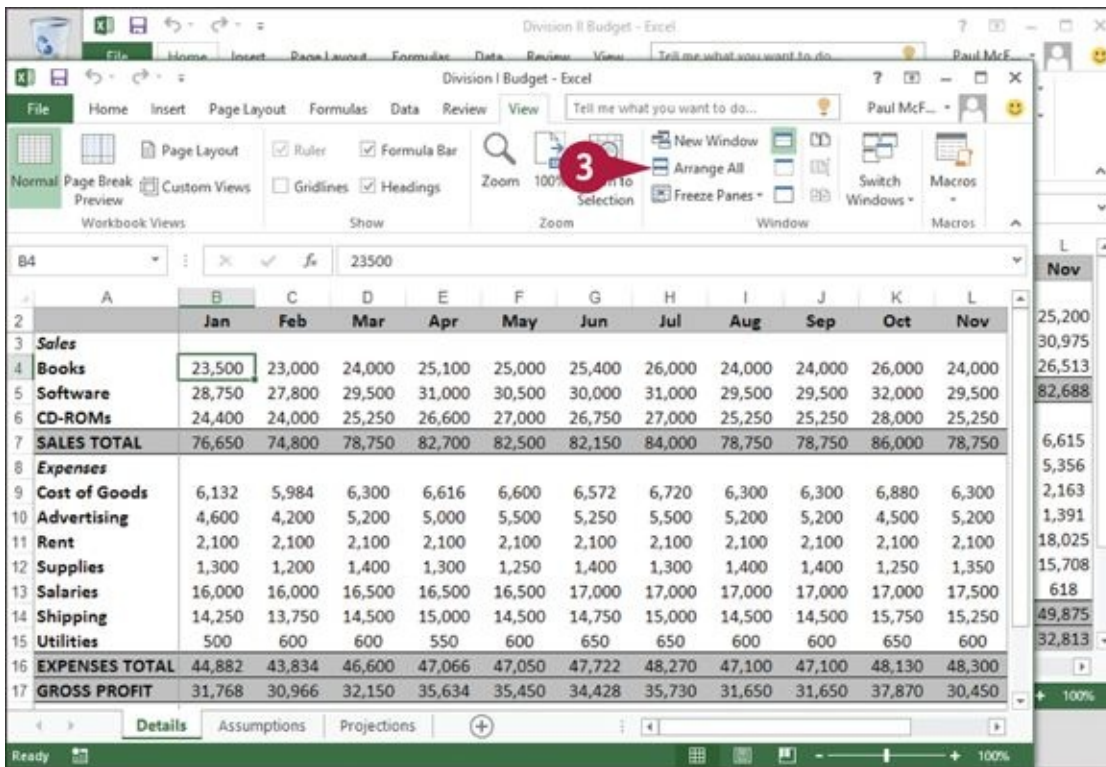 Division II Budget - Excel
File Home Insert Page Layout Formulas Data Review View Tell me what you want to do Paul McF...
Division I Budget - Excel
File Home Insert Page Layout Formulas Data Review View Tell me what you want to do... Paul McF...
Normal Page Break Preview Page Layout Custom Views
Workbook Views
Ruler Formula Bar
Gridlines Headings
Show
Zoom 100% to Selection
Zoom
3
New Window
Arrange All
Freeze Panes
Switch Windows
Window
Macros
Macros
B4 fx 23500
A B C D E F G H I J K L
2 Jan Feb Mar Apr May Jun Jul Aug Sep Oct Nov
3 Sales
4 Books 23,500 23,000 24,000 25,100 25,000 25,400 26,000 24,000 24,000 26,000 24,000
5 Software 28,750 27,800 29,500 31,000 30,500 30,000 31,000 29,500 29,500 32,000 29,500
6 CD-ROMs 24,400 24,000 25,250 26,600 27,000 26,750 27,000 25,250 25,250 28,000 25,250
7 SALES TOTAL 76,650 74,800 78,750 82,700 82,500 82,150 84,000 78,750 78,750 86,000 78,750
8 Expenses
9 Cost of Goods 6,132 5,984 6,300 6,616 6,600 6,572 6,720 6,300 6,300 6,880 6,300
10 Advertising 4,600 4,200 5,200 5,000 5,500 5,250 5,500 5,200 5,200 4,500 5,200
11 Rent 2,100 2,100 2,100 2,100 2,100 2,100 2,100 2,100 2,100 2,100 2,100
12 Supplies 1,300 1,200 1,400 1,300 1,250 1,400 1,300 1,400 1,400 1,250 1,350
13 Salaries 16,000 16,000 16,500 16,500 16,500 17,000 17,000 17,000 17,000 17,000 17,500
14 Shipping 14,250 13,750 14,500 15,000 14,500 14,750 15,000 14,500 14,500 15,750 15,250
15 Utilities 500 600 600 550 600 650 650 600 600 650 600
16 EXPENSES TOTAL 44,882 43,834 46,600 47,066 47,050 47,722 48,270 47,100 47,100 48,130 48,300
17 GROSS PROFIT 31,768 30,966 32,150 35,634 35,450 34,428 35,730 31,650 31,650 37,870 30,450
Details Assumptions Projections
Ready 100%
L
Nov
25,200
30,975
26,513
82,688
6,615
5,356
2,163
1,391
18,025
15,708
618
49,875
32,813
100%